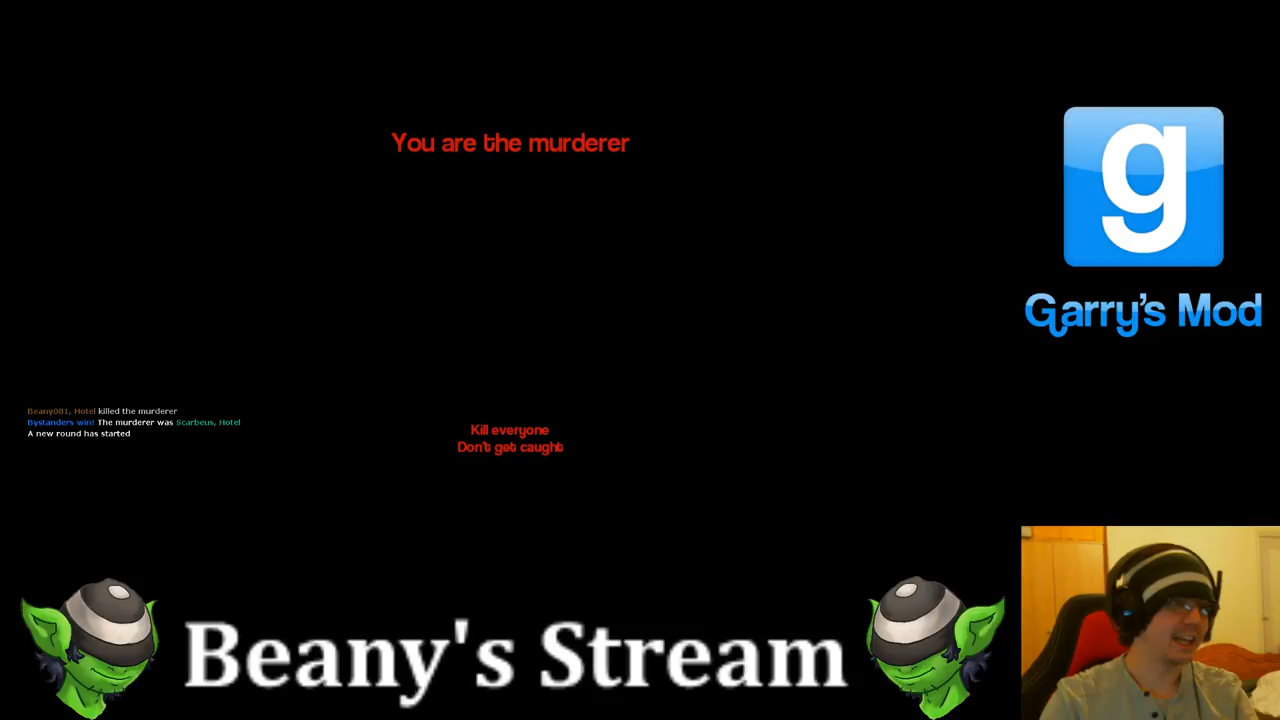 You are the murderer
g
Garry's Mod
Beany081, Hotel killed the murderer
Bystanders win! The murderer was Scarbeus, Hotel
A new round has started
Kill everyone
Don't get caught
Beany's Stream